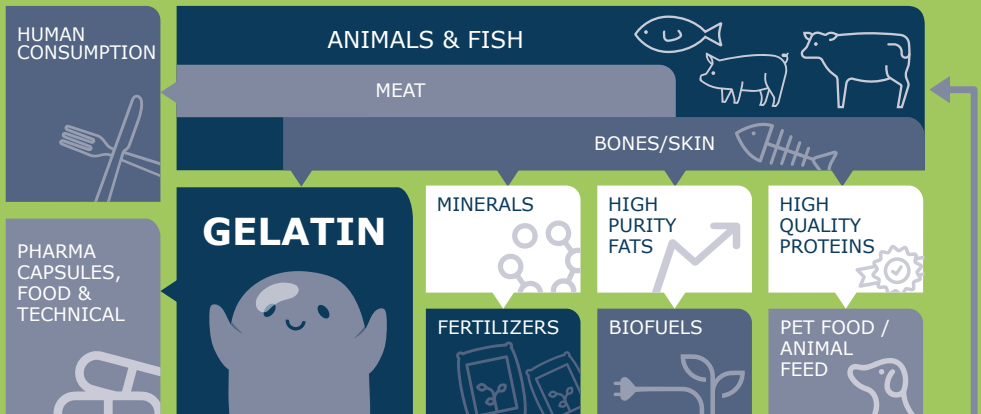 HUMAN
CONSUMPTION
ANIMALS & FISH
MEAT
BONES/SKIN
PHARMA
CAPSULES,
FOOD &
TECHNICAL
GELATIN
MINERALS
HIGH
PURITY
FATS
HIGH
QUALITY
PROTEINS
FERTILIZERS
BIOFUELS
PET FOOD /
ANIMAL
FEED